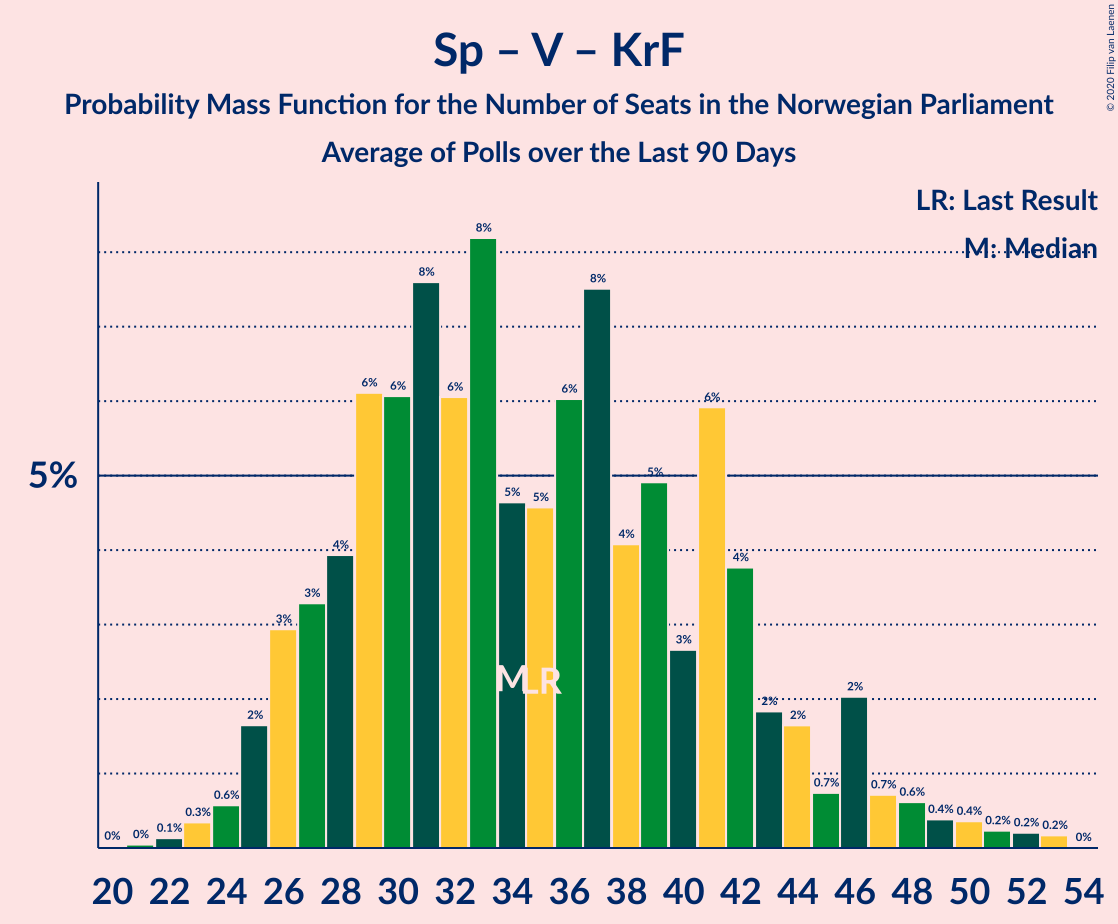 © 2020 Filip van Laenen
Sp – V – KrF
Probability Mass Function for the Number of Seats in the Norwegian Parliament
Average of Polls over the Last 90 Days
LR: Last Result
M: Median
5%
0% 0% 0.1% 0.3% 0.6% 2% 3% 3% 4% 6% 6% 8% 6% 8% 5% 5% 6% 8% 4% 5% 3% 6% 4% 2% 2% 0.7% 2% 0.7% 0.6% 0.4% 0.4% 0.2% 0.2% 0.2% 0%
M LR
20 22 24 26 28 30 32 34 36 38 40 42 44 46 48 50 52 54